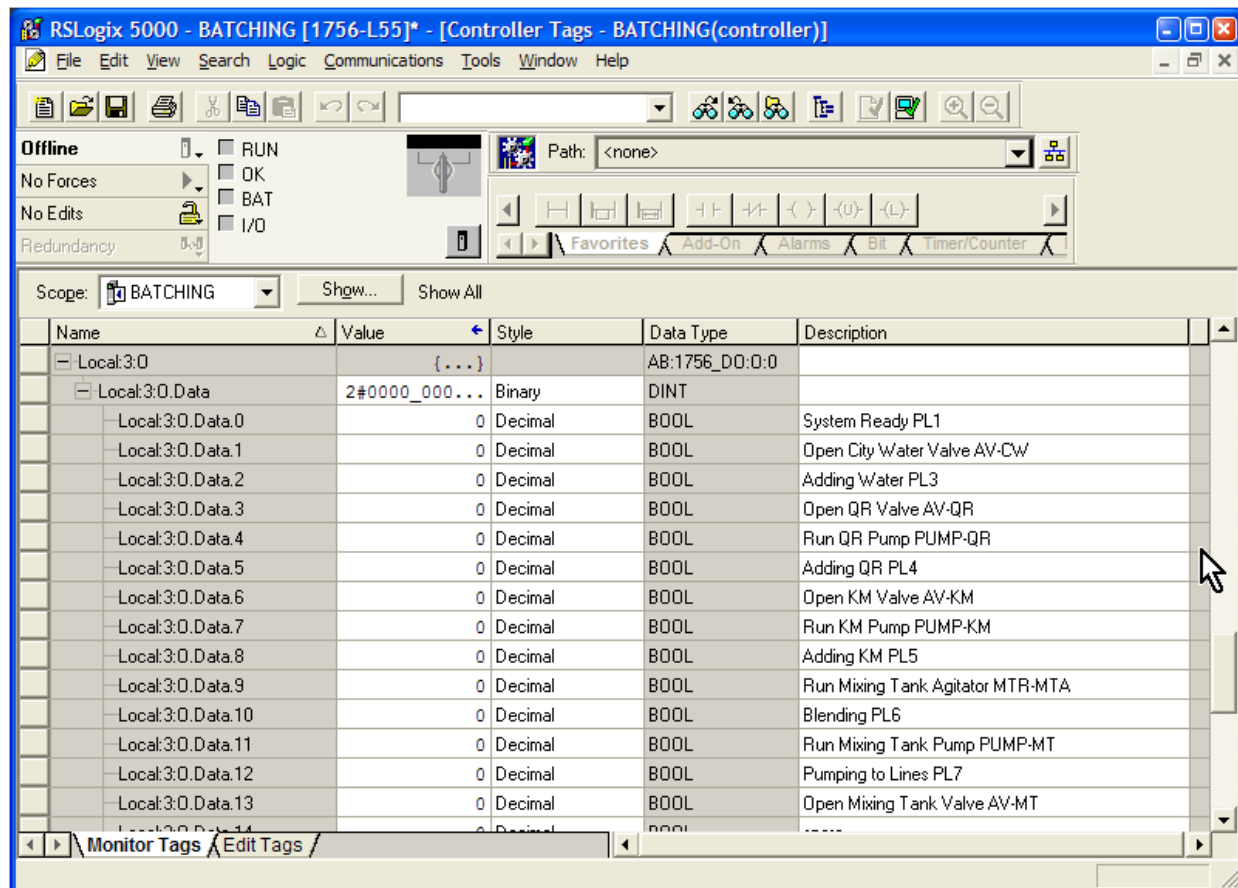 RSLogix 5000 - BATCHING [1756-L55]* - [Controller Tags - BATCHING(controller)]
File Edit View Search Logic Communications Tools Window Help
Offline RUN Path: <none>
No Forces OK
No Edits BAT
I/O
Redundancy
Favorites Add-On Alarms Bit Timer/Counter
Scope: BATCHING Show... Show All
Name Value Style Data Type Description
Local:3:O {...} AB:1756_DO:O:0
Local:3:O.Data 2#0000_000... Binary DINT
Local:3:O.Data.0 0 Decimal BOOL System Ready PL1
Local:3:O.Data.1 0 Decimal BOOL Open City Water Valve AV-CW
Local:3:O.Data.2 0 Decimal BOOL Adding Water PL3
Local:3:O.Data.3 0 Decimal BOOL Open QR Valve AV-QR
Local:3:O.Data.4 0 Decimal BOOL Run QR Pump PUMP-QR
Local:3:O.Data.5 0 Decimal BOOL Adding QR PL4
Local:3:O.Data.6 0 Decimal BOOL Open KM Valve AV-KM
Local:3:O.Data.7 0 Decimal BOOL Run KM Pump PUMP-KM
Local:3:O.Data.8 0 Decimal BOOL Adding KM PL5
Local:3:O.Data.9 0 Decimal BOOL Run Mixing Tank Agitator MTR-MTA
Local:3:O.Data.10 0 Decimal BOOL Blending PL6
Local:3:O.Data.11 0 Decimal BOOL Run Mixing Tank Pump PUMP-MT
Local:3:O.Data.12 0 Decimal BOOL Pumping to Lines PL7
Local:3:O.Data.13 0 Decimal BOOL Open Mixing Tank Valve AV-MT
Monitor Tags Edit Tags